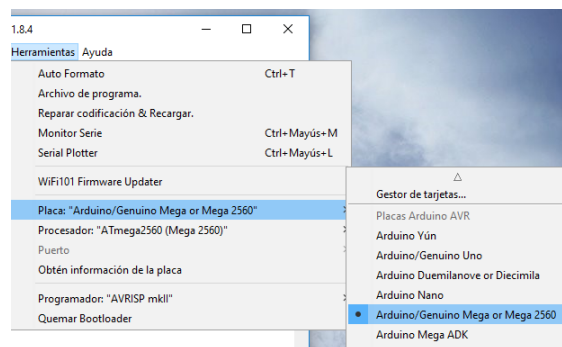 1.8.4
Herramientas Ayuda
Auto Formato Ctrl+T
Archivo de programa.
Reparar codificación & Recargar.
Monitor Serie Ctrl+Mayús+M
Serial Plotter Ctrl+Mayús+L
WiFi101 Firmware Updater
Placa: "Arduino/Genuino Mega or Mega 2560"
Procesador: "ATmega2560 (Mega 2560)"
Puerto
Obtén información de la placa
Programador: "AVRISP mkII"
Quemar Bootloader
Gestor de tarjetas...
Placas Arduino AVR
Arduino Yún
Arduino/Genuino Uno
Arduino Duemilanove or Diecimila
Arduino Nano
Arduino/Genuino Mega or Mega 2560
Arduino Mega ADK